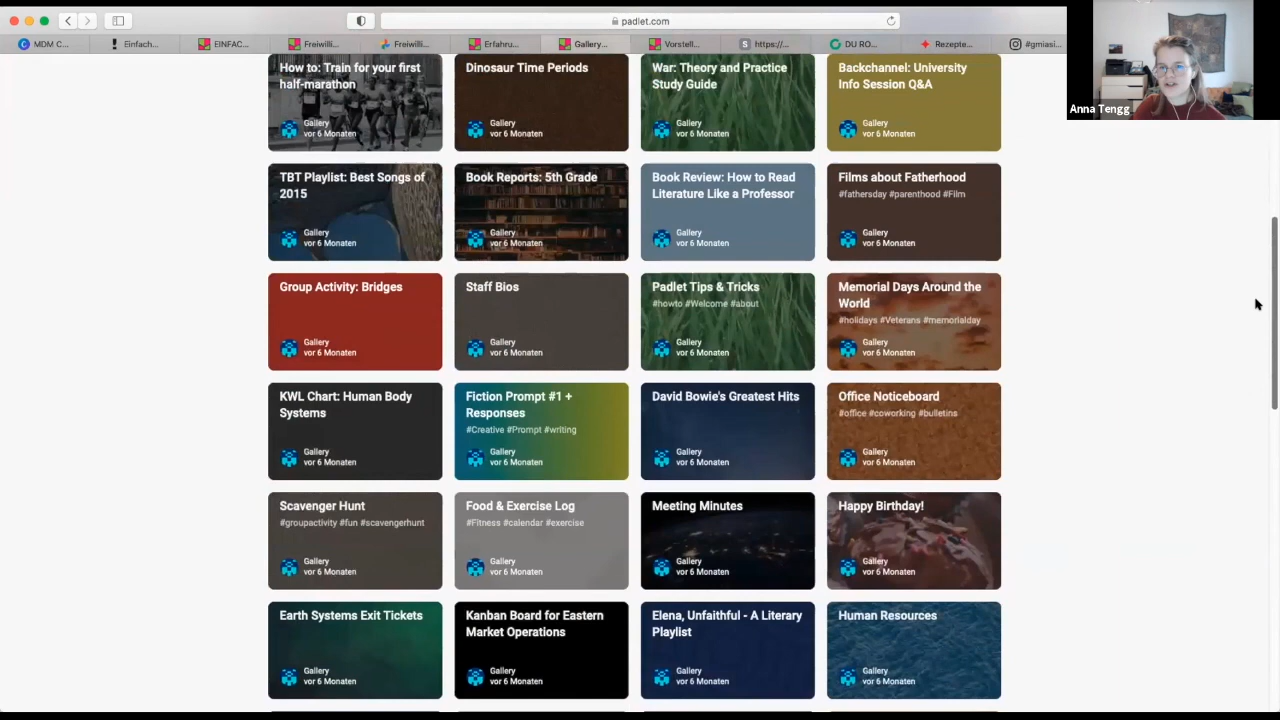 padlet.com
MDM C...
Einfach...
EINFAC...
Freiwilli...
Freiwilli...
Erfahru...
Gallery...
Vorstell...
S
https://...
DU RO...
Rezepte...
#gmiasi...
Anna Tengg
How to: Train for your first
half-marathon
Gallery
vor 6 Monaten
Dinosaur Time Periods
Gallery
vor 6 Monaten
War: Theory and Practice
Study Guide
Gallery
vor 6 Monaten
Backchannel: University
Info Session Q&A
Gallery
vor 6 Monaten
TBT Playlist: Best Songs of
2015
Gallery
vor 6 Monaten
Book Reports: 5th Grade
Gallery
vor 6 Monaten
Book Review: How to Read
Literature Like a Professor
Gallery
vor 6 Monaten
Films about Fatherhood
#fathersday #parenthood #Film
Gallery
vor 6 Monaten
Group Activity: Bridges
Gallery
vor 6 Monaten
Staff Bios
Gallery
vor 6 Monaten
Padlet Tips & Tricks
#howto #Welcome #about
Gallery
vor 6 Monaten
Memorial Days Around the
World
#holidays #Veterans #memorialday
Gallery
vor 6 Monaten
KWL Chart: Human Body
Systems
Gallery
vor 6 Monaten
Fiction Prompt #1 +
Responses
#Creative #Prompt #writing
Gallery
vor 6 Monaten
David Bowie's Greatest Hits
Gallery
vor 6 Monaten
Office Noticeboard
#office #coworking #bulletins
Gallery
vor 6 Monaten
Scavenger Hunt
#groupactivity #fun #scavengerhunt
Gallery
vor 6 Monaten
Food & Exercise Log
#Fitness #calendar #exercise
Gallery
vor 6 Monaten
Meeting Minutes
Gallery
vor 6 Monaten
Happy Birthday!
Gallery
vor 6 Monaten
Earth Systems Exit Tickets
Gallery
vor 6 Monaten
Kanban Board for Eastern
Market Operations
Gallery
vor 6 Monaten
Elena, Unfaithful - A Literary
Playlist
Gallery
vor 6 Monaten
Human Resources
Gallery
vor 6 Monaten